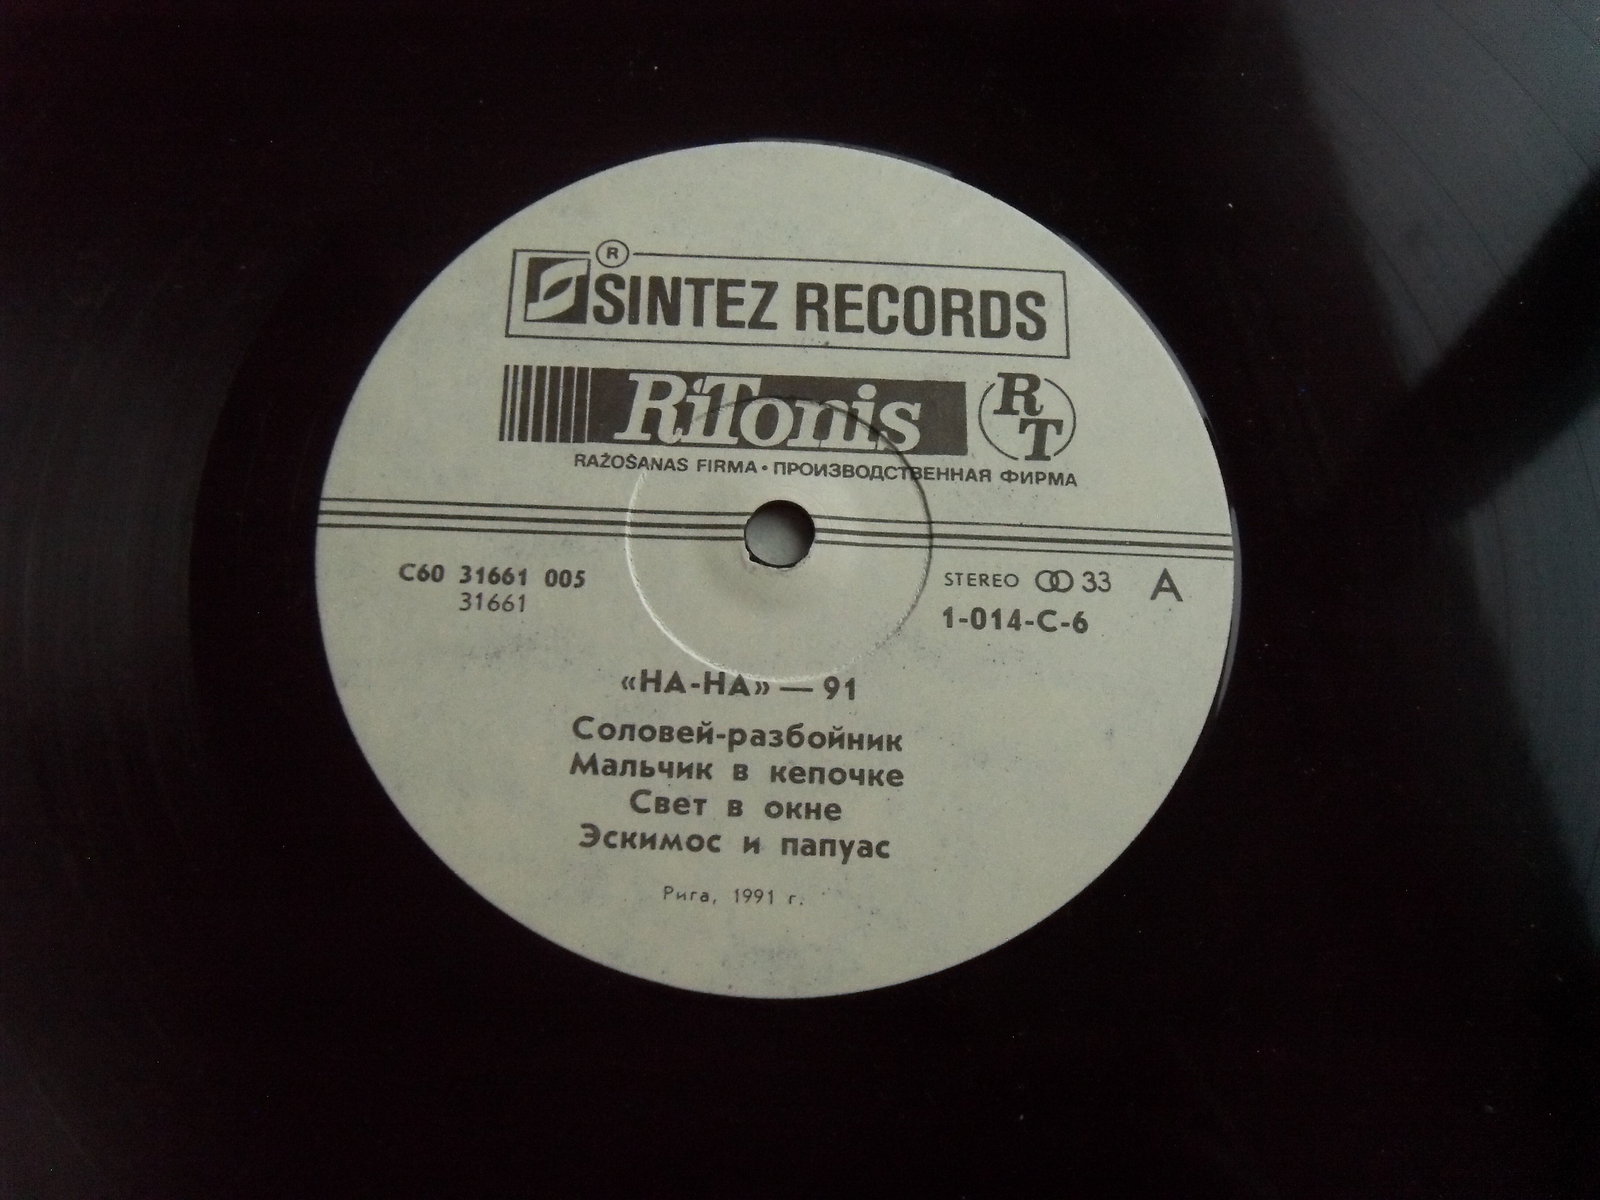 ®
SINTEZ RECORDS
RiTonis RT
RAŽOŠANAS FIRMA • ПРОИЗВОДСТВЕННАЯ ФИРМА
С60 31661 005
31661
STEREO 33 A
1-014-C-6
«НА-НА» — 91
Соловей-разбойник
Мальчик в кепочке
Свет в окне
Эскимос и папуас
Рига, 1991 г.